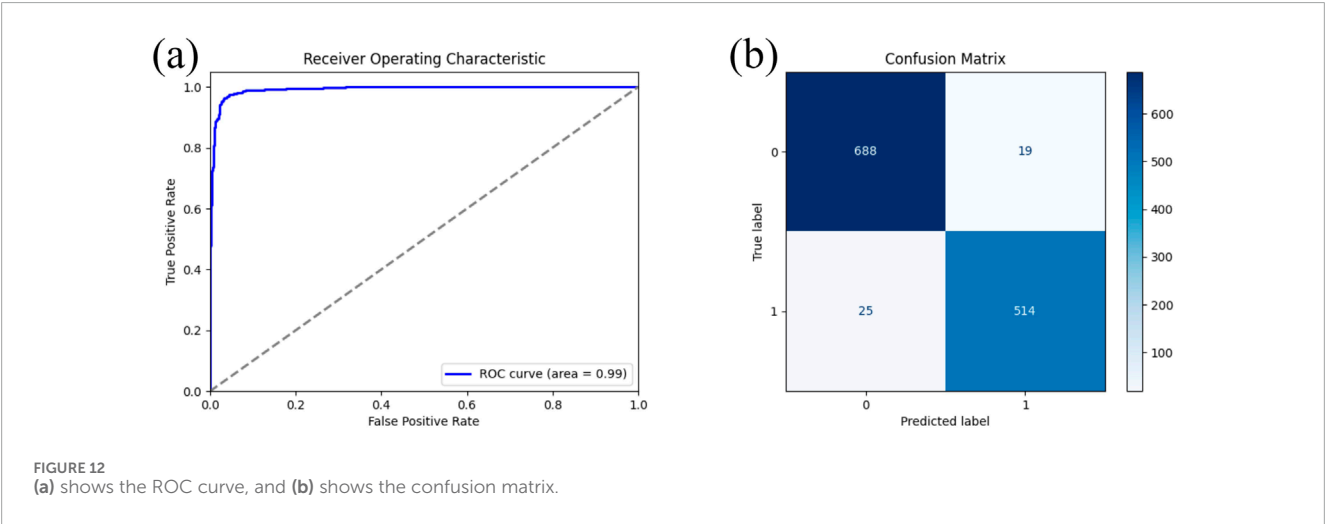 (a)
Receiver Operating Characteristic
1.0
0.8
0.6
0.4
0.2
0.0
True Positive Rate
ROC curve (area = 0.99)
0.0 0.2 0.4 0.6 0.8 1.0
False Positive Rate
(b)
Confusion Matrix
0
1
True label
688 19
25 514
0 1
Predicted label
600
500
400
300
200
100
FIGURE 12
(a) shows the ROC curve, and (b) shows the confusion matrix.